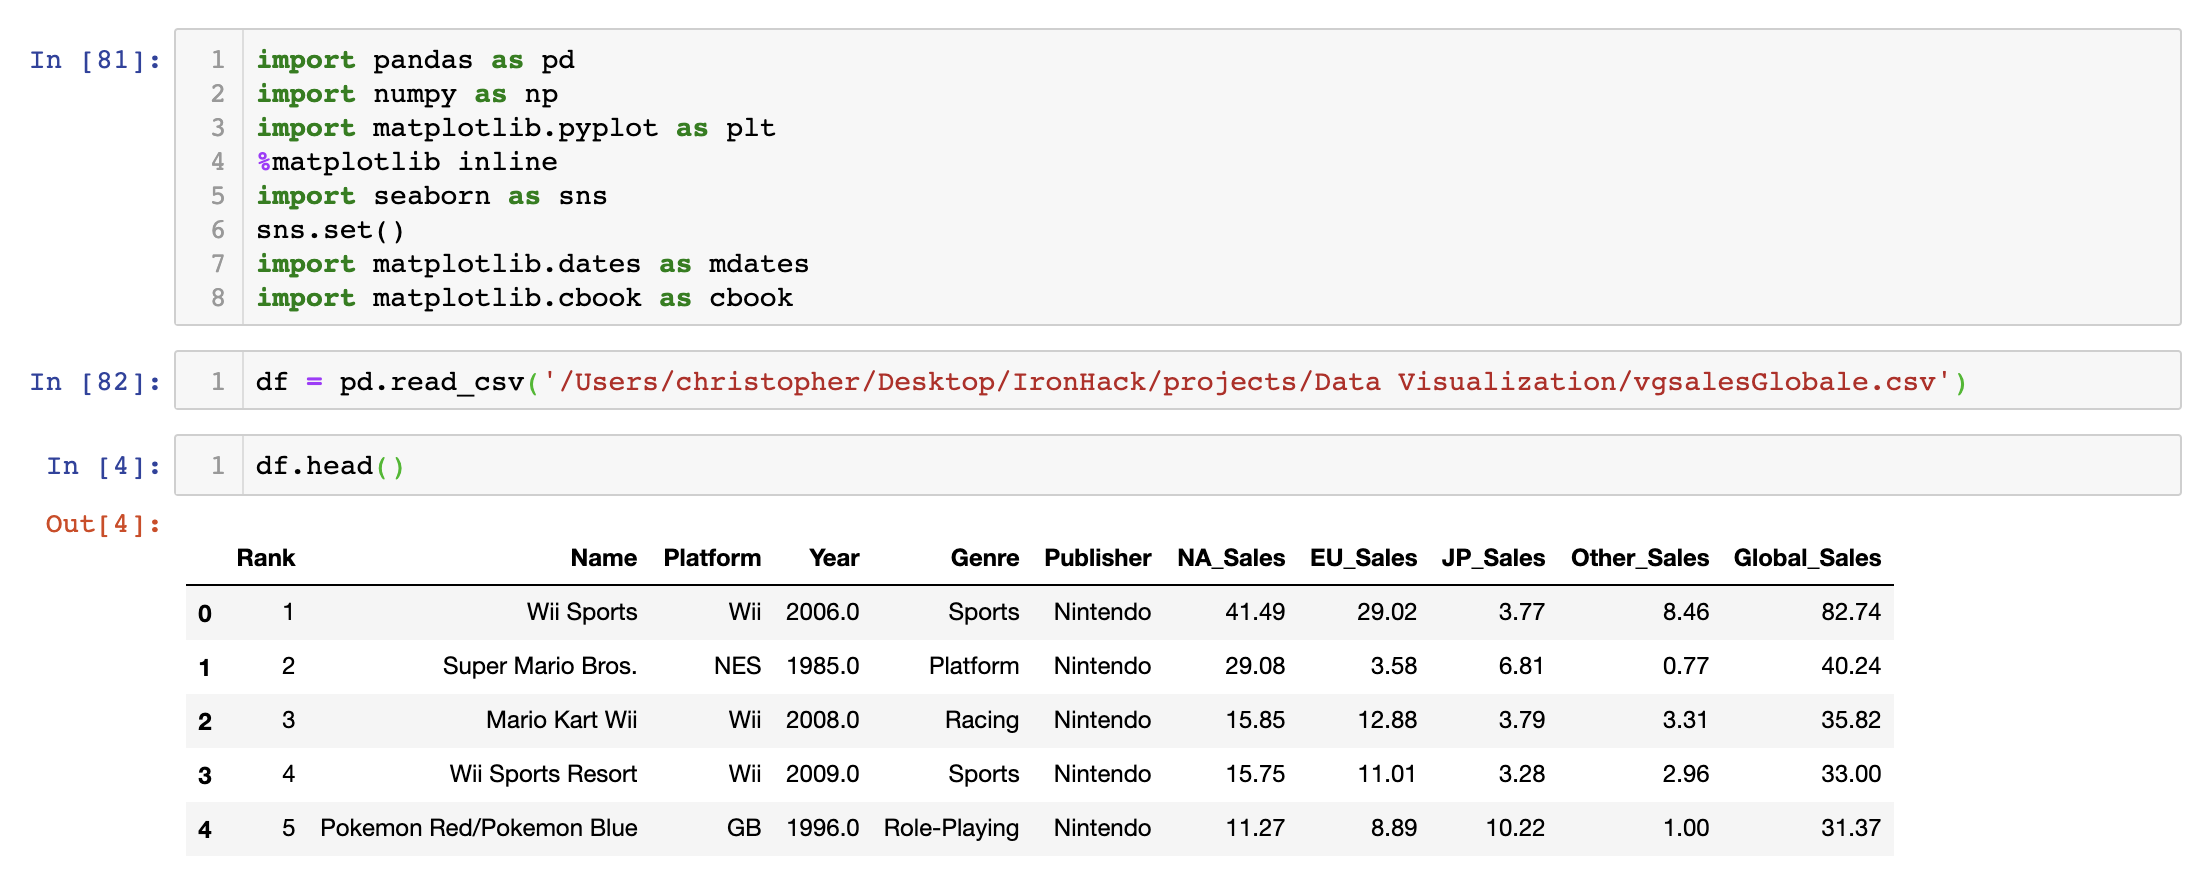 In [81]:
1 import pandas as pd
2 import numpy as np
3 import matplotlib.pyplot as plt
4 %matplotlib inline
5 import seaborn as sns
6 sns.set()
7 import matplotlib.dates as mdates
8 import matplotlib.cbook as cbook
In [82]: 1 df = pd.read_csv('/Users/christopher/Desktop/IronHack/projects/Data Visualization/vgsalesGlobale.csv')
In [4]: 1 df.head()
Out[4]:
Rank Name Platform Year Genre Publisher NA_Sales EU_Sales JP_Sales Other_Sales Global_Sales
0 1 Wii Sports Wii 2006.0 Sports Nintendo 41.49 29.02 3.77 8.46 82.74
1 2 Super Mario Bros. NES 1985.0 Platform Nintendo 29.08 3.58 6.81 0.77 40.24
2 3 Mario Kart Wii Wii 2008.0 Racing Nintendo 15.85 12.88 3.79 3.31 35.82
3 4 Wii Sports Resort Wii 2009.0 Sports Nintendo 15.75 11.01 3.28 2.96 33.00
4 5 Pokemon Red/Pokemon Blue GB 1996.0 Role-Playing Nintendo 11.27 8.89 10.22 1.00 31.37